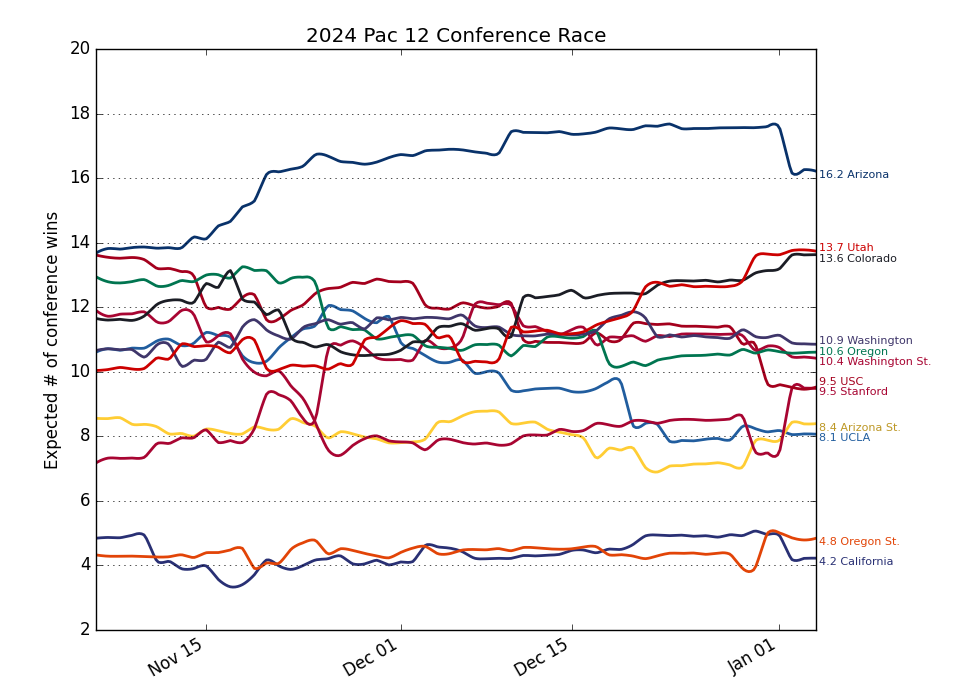 2024 Pac 12 Conference Race
Expected # of conference wins
20
18
16
14
12
10
8
6
4
2
Nov 15
Dec 01
Dec 15
Jan 01
16.2 Arizona
13.7 Utah
13.6 Colorado
10.9 Washington
10.6 Oregon
10.4 Washington St.
9.5 USC
9.5 Stanford
8.4 Arizona St.
8.1 UCLA
4.8 Oregon St.
4.2 California